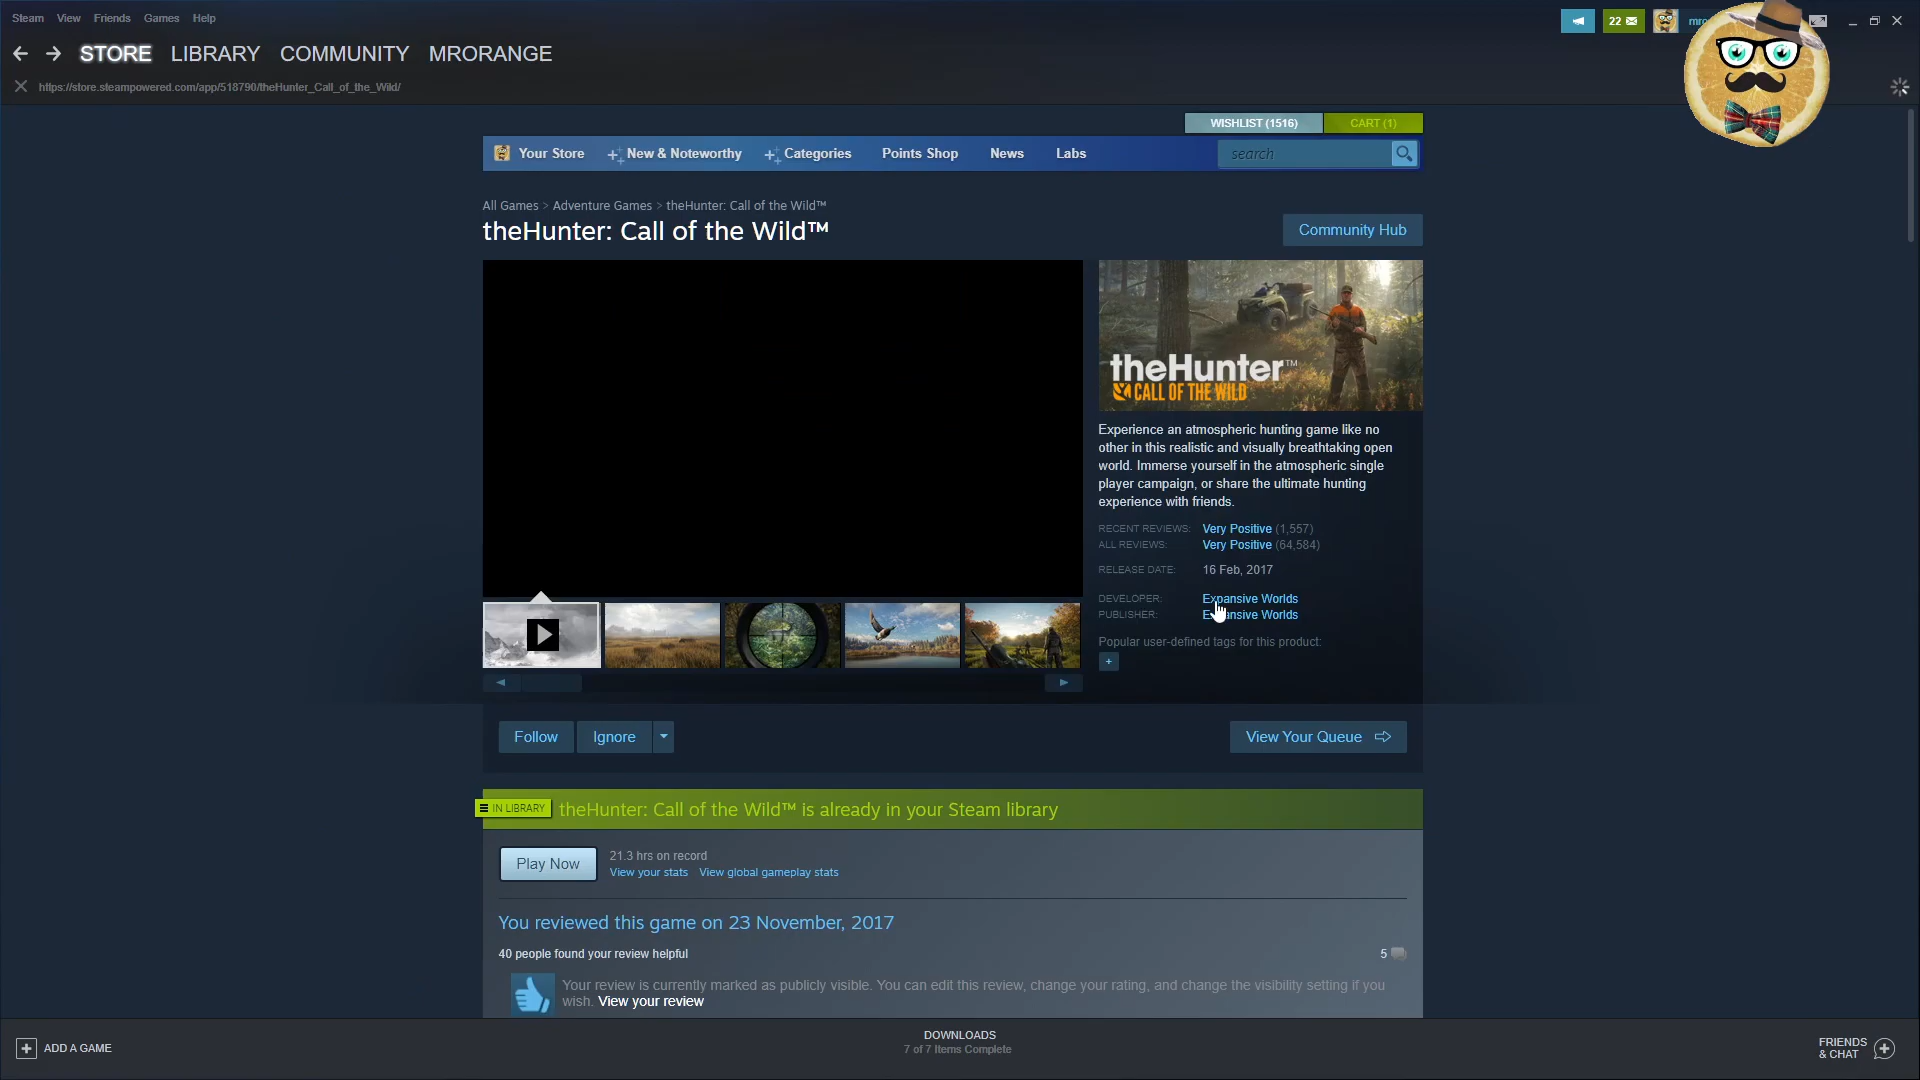 Steam View Friends Games Help
22
STORE LIBRARY COMMUNITY MRORANGE
https://store.steampowered.com/app/518790/theHunter_Call_of_the_Wild/
WISHLIST (1516) CART (1)
Your Store New & Noteworthy Categories Points Shop News Labs search
All Games > Adventure Games > theHunter: Call of the Wild™
theHunter: Call of the Wild™
Community Hub
theHunter™
CALL OF THE WILD
Experience an atmospheric hunting game like no
other in this realistic and visually breathtaking open
world. Immerse yourself in the atmospheric single
player campaign, or share the ultimate hunting
experience with friends.
RECENT REVIEWS: Very Positive (1,557)
ALL REVIEWS: Very Positive (64,584)
RELEASE DATE: 16 Feb, 2017
DEVELOPER: Expansive Worlds
PUBLISHER: Expansive Worlds
Popular user-defined tags for this product:
+
Follow Ignore View Your Queue
IN LIBRARY theHunter: Call of the Wild™ is already in your Steam library
Play Now
21.3 hrs on record
View your stats View global gameplay stats
You reviewed this game on 23 November, 2017
40 people found your review helpful 5
Your review is currently marked as publicly visible. You can edit this review, change your rating, and change the visibility setting if you
wish. View your review
ADD A GAME
DOWNLOADS
7 of 7 Items Complete
FRIENDS
& CHAT